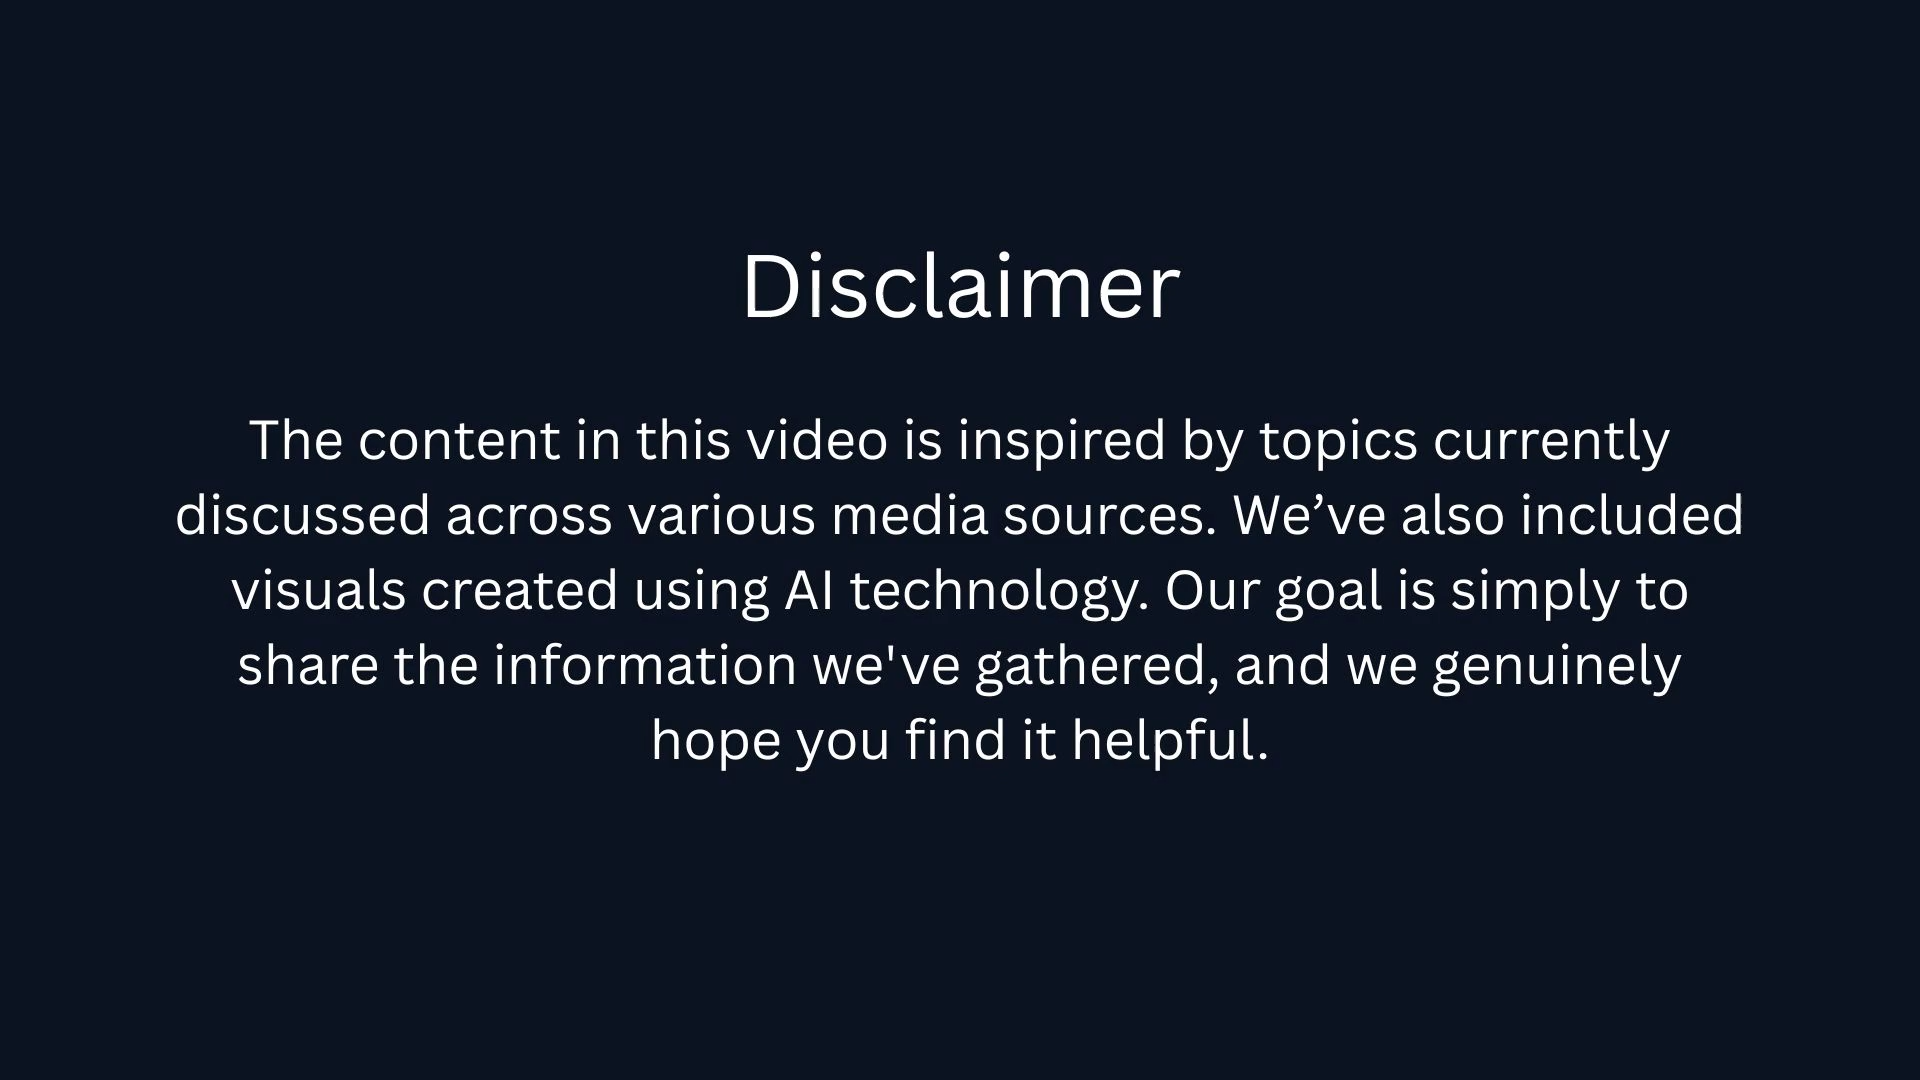 Disclaimer
The content in this video is inspired by topics currently
discussed across various media sources. We’ve also included
visuals created using AI technology. Our goal is simply to
share the information we've gathered, and we genuinely
hope you find it helpful.